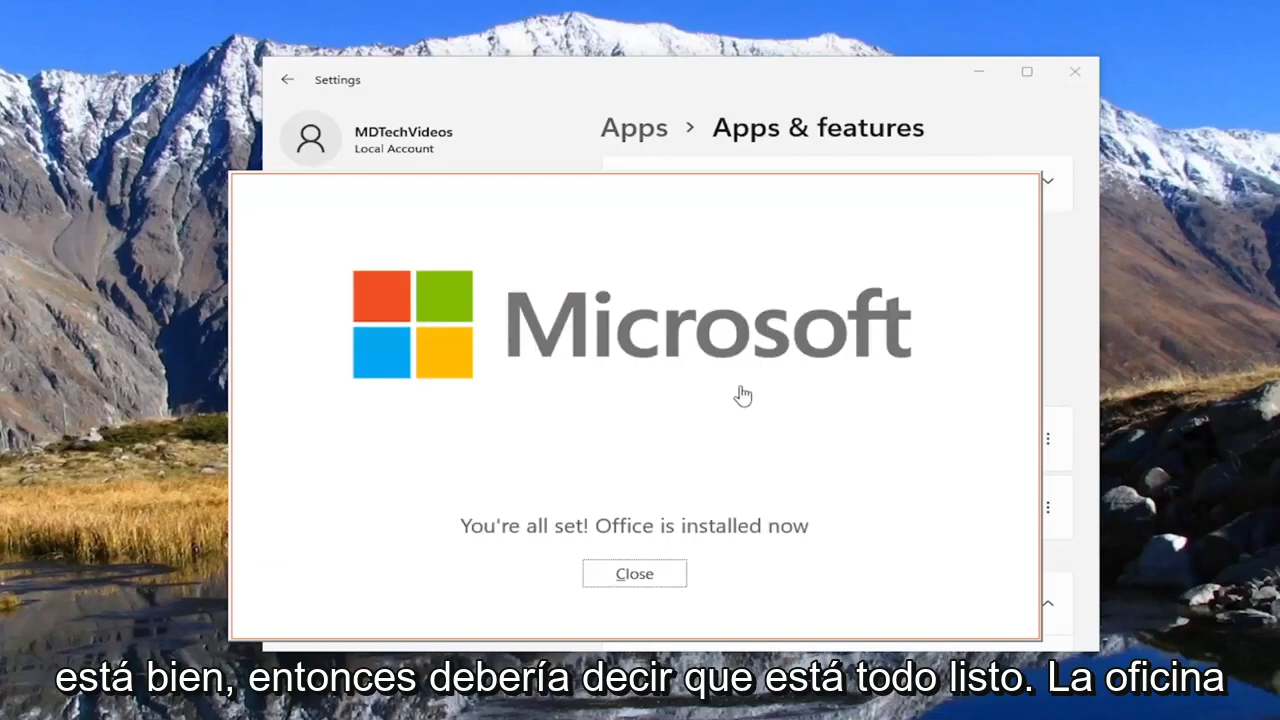 Settings
MDTechVideos
Local Account
Apps > Apps & features
Microsoft
You're all set! Office is installed now
Close
está bien, entonces debería decir que está todo listo. La oficina